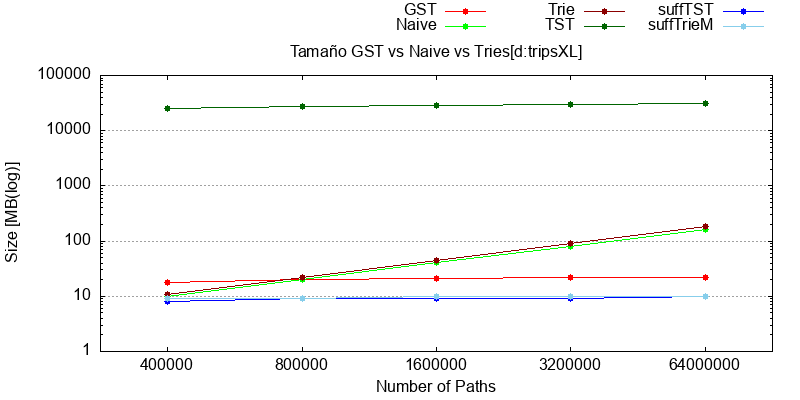 GST Trie suffTST
Naive TST suffTrieM
Tamaño GST vs Naive vs Tries[d:tripsXL]
100000
10000
1000
100
10
1
Size [MB(log)]
400000 800000 1600000 3200000 64000000
Number of Paths